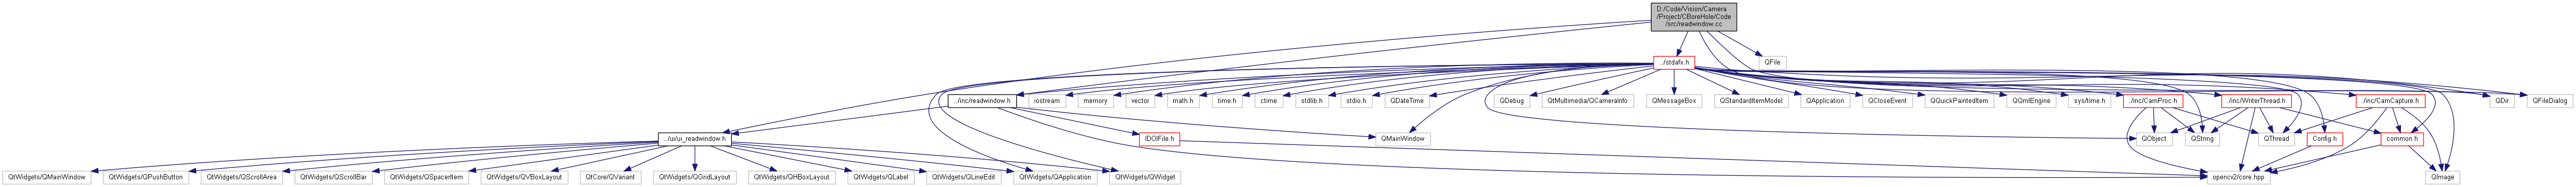 D:/Code/Vision/Camera
/Project/CBoreHole/Code
/src/readwindow.cc
../stdafx.h
QFile
../inc/readwindow.h
iostream
memory
vector
math.h
time.h
ctime
stdlib.h
stdio.h
QDateTime
QDebug
QtMultimedia/QCameraInfo
QMessageBox
QStandardItemModel
QApplication
QCloseEvent
QQuickPaintedItem
QQmlEngine
sys/time.h
../inc/CamProc.h
../inc/WriterThread.h
../inc/CamCapture.h
QDir
QFileDialog
../ui/ui_readwindow.h
IDOIFile.h
QMainWindow
QObject
QString
QThread
Config.h
common.h
QtWidgets/QMainWindow
QtWidgets/QPushButton
QtWidgets/QScrollArea
QtWidgets/QScrollBar
QtWidgets/QSpacerItem
QtWidgets/QVBoxLayout
QtCore/QVariant
QtWidgets/QGridLayout
QtWidgets/QHBoxLayout
QtWidgets/QLabel
QtWidgets/QLineEdit
QtWidgets/QApplication
QtWidgets/QWidget
opencv2/core.hpp
QImage